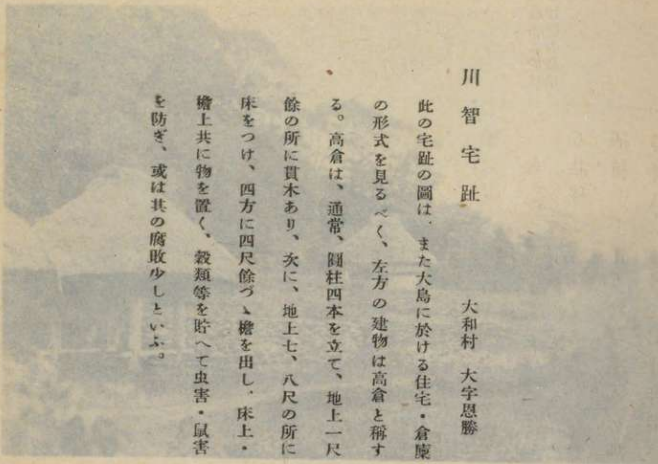 川智宅趾　大和村　大字恩勝
此の宅趾の圖は、また大島に於ける住宅・倉庫
の形式を見るべく、左方の建物は高倉と稱す
る。高倉は、通常、圓柱四本を立て、地上一尺
餘の所に貫木あり、次に、地上七、八尺の所に
床をつけ、四方に四尺餘づゝ檐を出し、床上・
檐上共に物を置く、穀類等を貯へて虫害・鼠害
を防ぎ、或は其の腐敗少しといふ。